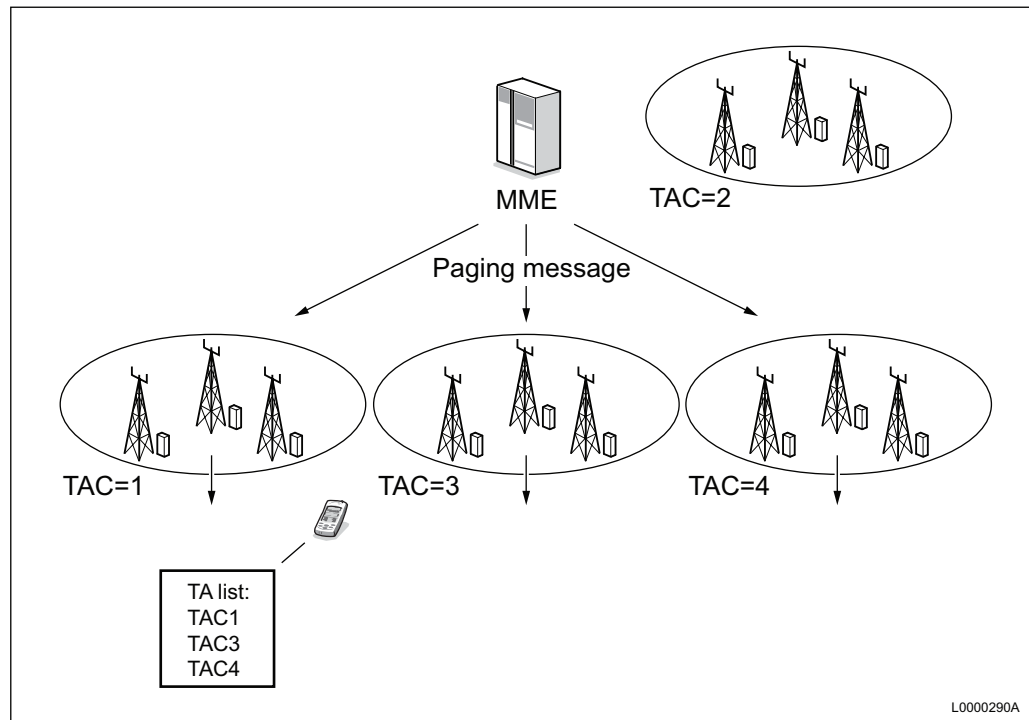 MME
TAC=2
Paging message
TAC=1
TAC=3
TAC=4
TA list:
TAC1
TAC3
TAC4
L0000290A